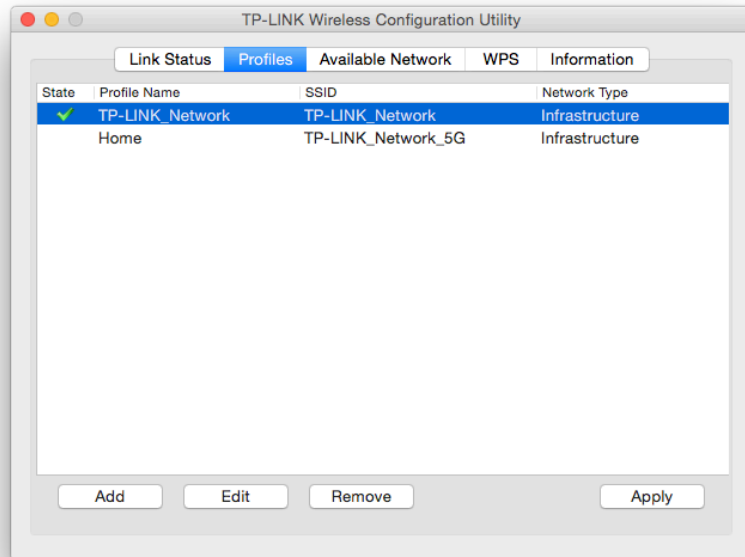 TP-LINK Wireless Configuration Utility
Link Status Profiles Available Network WPS Information
State Profile Name SSID Network Type
TP-LINK_Network TP-LINK_Network Infrastructure
Home TP-LINK_Network_5G Infrastructure
Add Edit Remove Apply